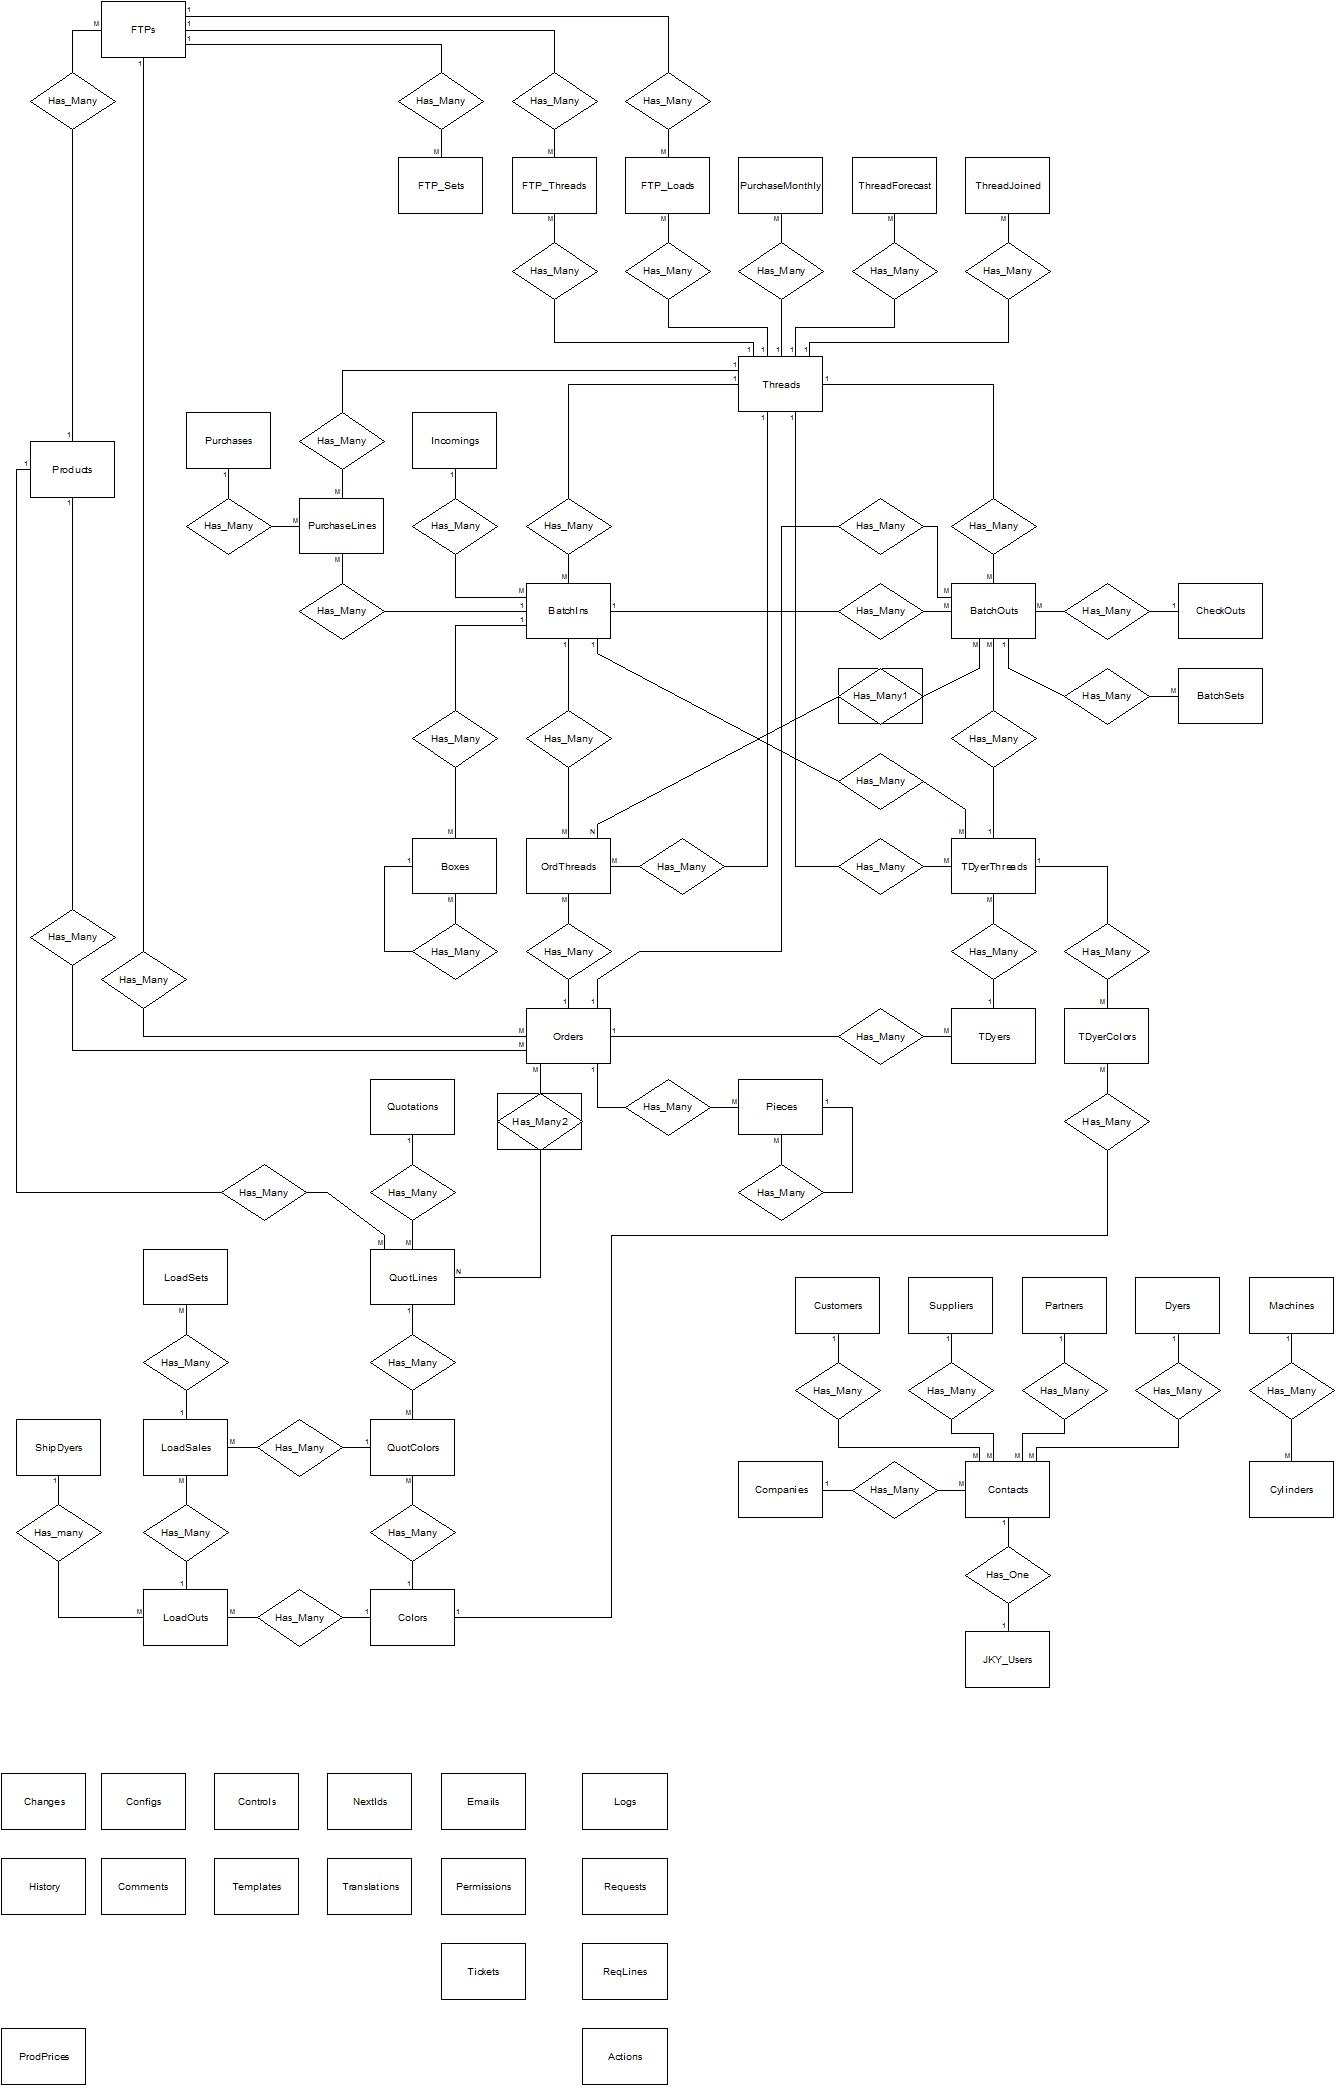 1
M
FTPs
1
1
1
Has_Many
Has_Many
Has_Many
Has_Many
M
M
M
FTP_Sets
FTP_Threads
FTP_Loads
PurchaseMonthly
ThreadForecast
ThreadJoined
M
M
M
M
M
Has_Many
Has_Many
Has_Many
Has_Many
Has_Many
1
1
1
1
1
1
1
Threads
1
1
1
Purchases
Has_Many
Incomings
1
Products
1
1
1
1
M
Has_Many
M
PurchaseLines
Has_Many
Has_Many
Has_Many
Has_Many
M
M
M
Has_Many
M
1
BatchIns
1
Has_Many
M
M
BatchOuts
M
Has_Many
1
CheckOuts
1
1
1
M
M
1
Has_Many1
Has_Many
M
BatchSets
Has_Many
Has_Many
Has_Many
Has_Many
M
M
N
M
1
1
Boxes
OrdThreads
M
Has_Many
Has_Many
M
TDyerThreads
1
M
M
M
Has_Many
Has_Many
Has_Many
Has_Many
Has_Many
Has_Many
1
1
1
M
M
M
Orders
1
Has_Many
M
TDyers
TDyerColors
M
1
M
Quotations
Has_Many2
Has_Many
M
Pieces
1
Has_Many
1
M
Has_Many
Has_Many
Has_Many
M
M
LoadSets
QuotLines
N
Customers
Suppliers
Partners
Dyers
Machines
M
1
1
1
1
1
1
Has_Many
Has_Many
Has_Many
Has_Many
Has_Many
Has_Many
Has_Many
1
M
ShipDyers
LoadSales
M
Has_Many
1
QuotColors
M
M
M
M
M
1
M
M
Companies
1
Has_Many
M
Contacts
Cylinders
1
Has_many
Has_Many
Has_Many
Has_One
1
1
M
LoadOuts
M
Has_Many
1
Colors
1
1
JKY_Users
Changes
Configs
Controls
NextIds
Emails
Logs
History
Comments
Templates
Translations
Permissions
Requests
Tickets
ReqLines
ProdPrices
Actions